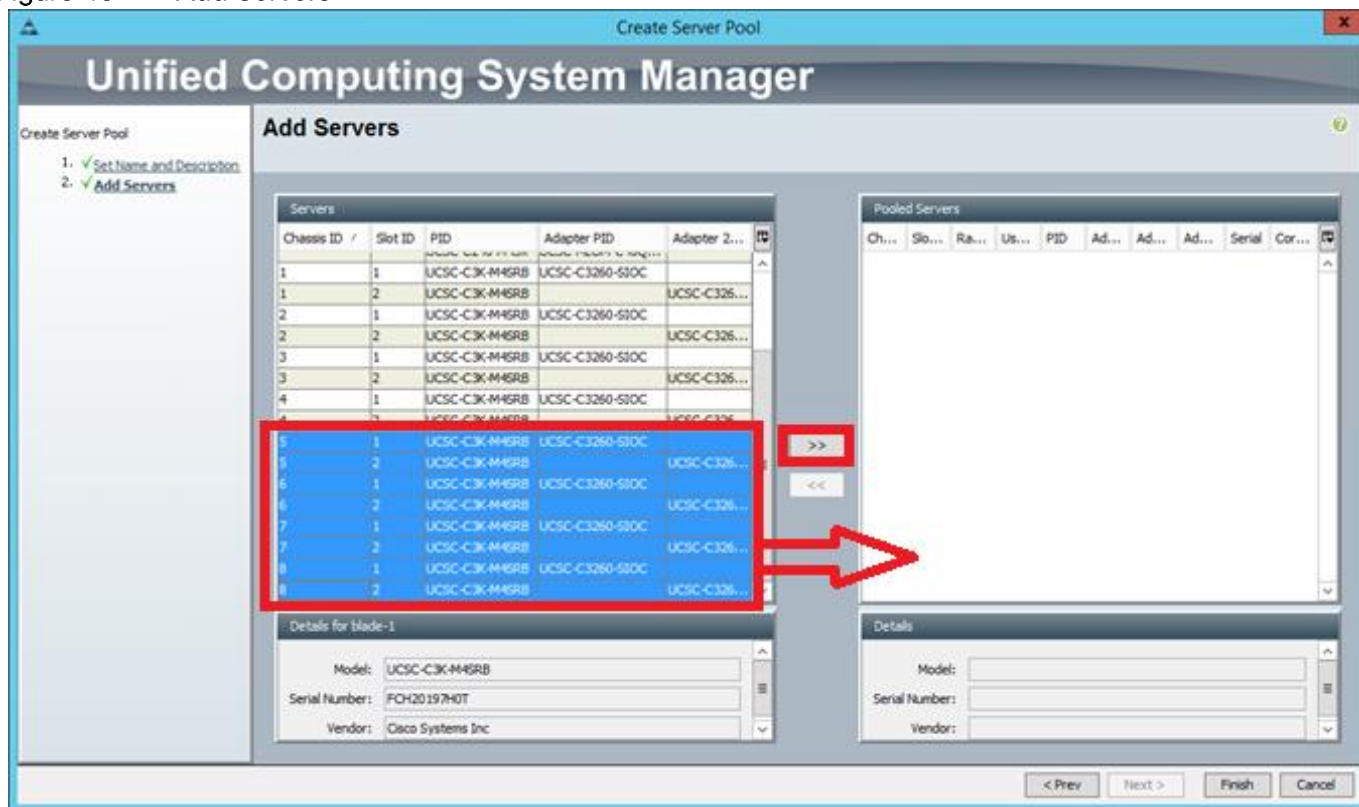 Create Server Pool
x
Unified Computing System Manager
Create Server Pool
1. √ Set Name and Description
2. √ Add Servers
Add Servers
Servers
Chassis ID / Slot ID PID Adapter PID Adapter 2...
1 1 UCSC-C3K-M4SRB UCSC-C3260-SIOC
1 2 UCSC-C3K-M4SRB UCSC-C326...
2 1 UCSC-C3K-M4SRB UCSC-C3260-SIOC
2 2 UCSC-C3K-M4SRB UCSC-C326...
3 1 UCSC-C3K-M4SRB UCSC-C3260-SIOC
3 2 UCSC-C3K-M4SRB UCSC-C326...
4 1 UCSC-C3K-M4SRB UCSC-C3260-SIOC
5 1 UCSC-C3K-M4SRB UCSC-C3260-SIOC
5 2 UCSC-C3K-M4SRB UCSC-C326...
6 1 UCSC-C3K-M4SRB UCSC-C3260-SIOC
6 2 UCSC-C3K-M4SRB UCSC-C326...
7 1 UCSC-C3K-M4SRB UCSC-C3260-SIOC
7 2 UCSC-C3K-M4SRB UCSC-C326...
8 1 UCSC-C3K-M4SRB UCSC-C3260-SIOC
8 2 UCSC-C3K-M4SRB UCSC-C326...
>>
<<
Pooled Servers
Ch... Slo... Ra... Us... PID Ad... Ad... Ad... Serial Cor...
Details for blade-1
Model: UCSC-C3K-M4SRB
Serial Number: FCH20197H0T
Vendor: Cisco Systems Inc
Details
Model:
Serial Number:
Vendor:
< Prev Next > Finish Cancel